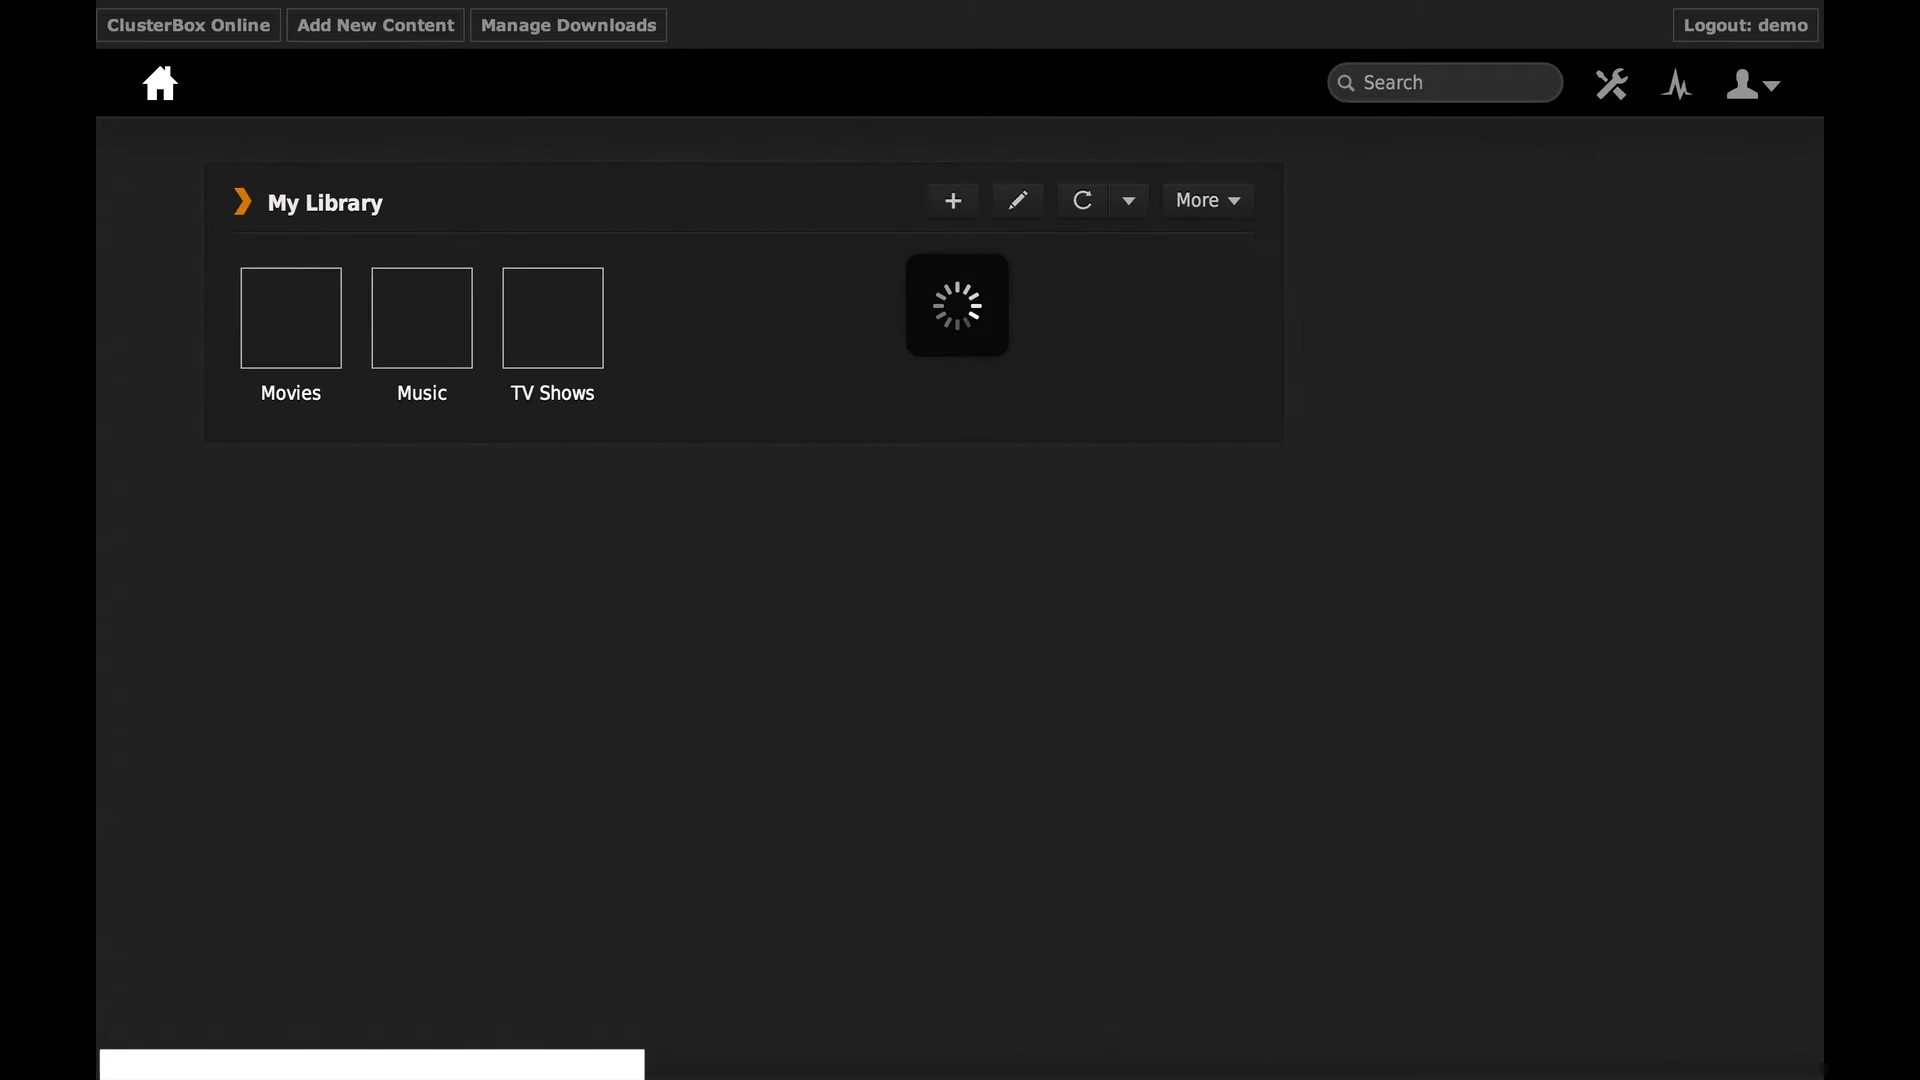 ClusterBox Online Add New Content Manage Downloads Logout: demo
Search
My Library More
Movies Music TV Shows